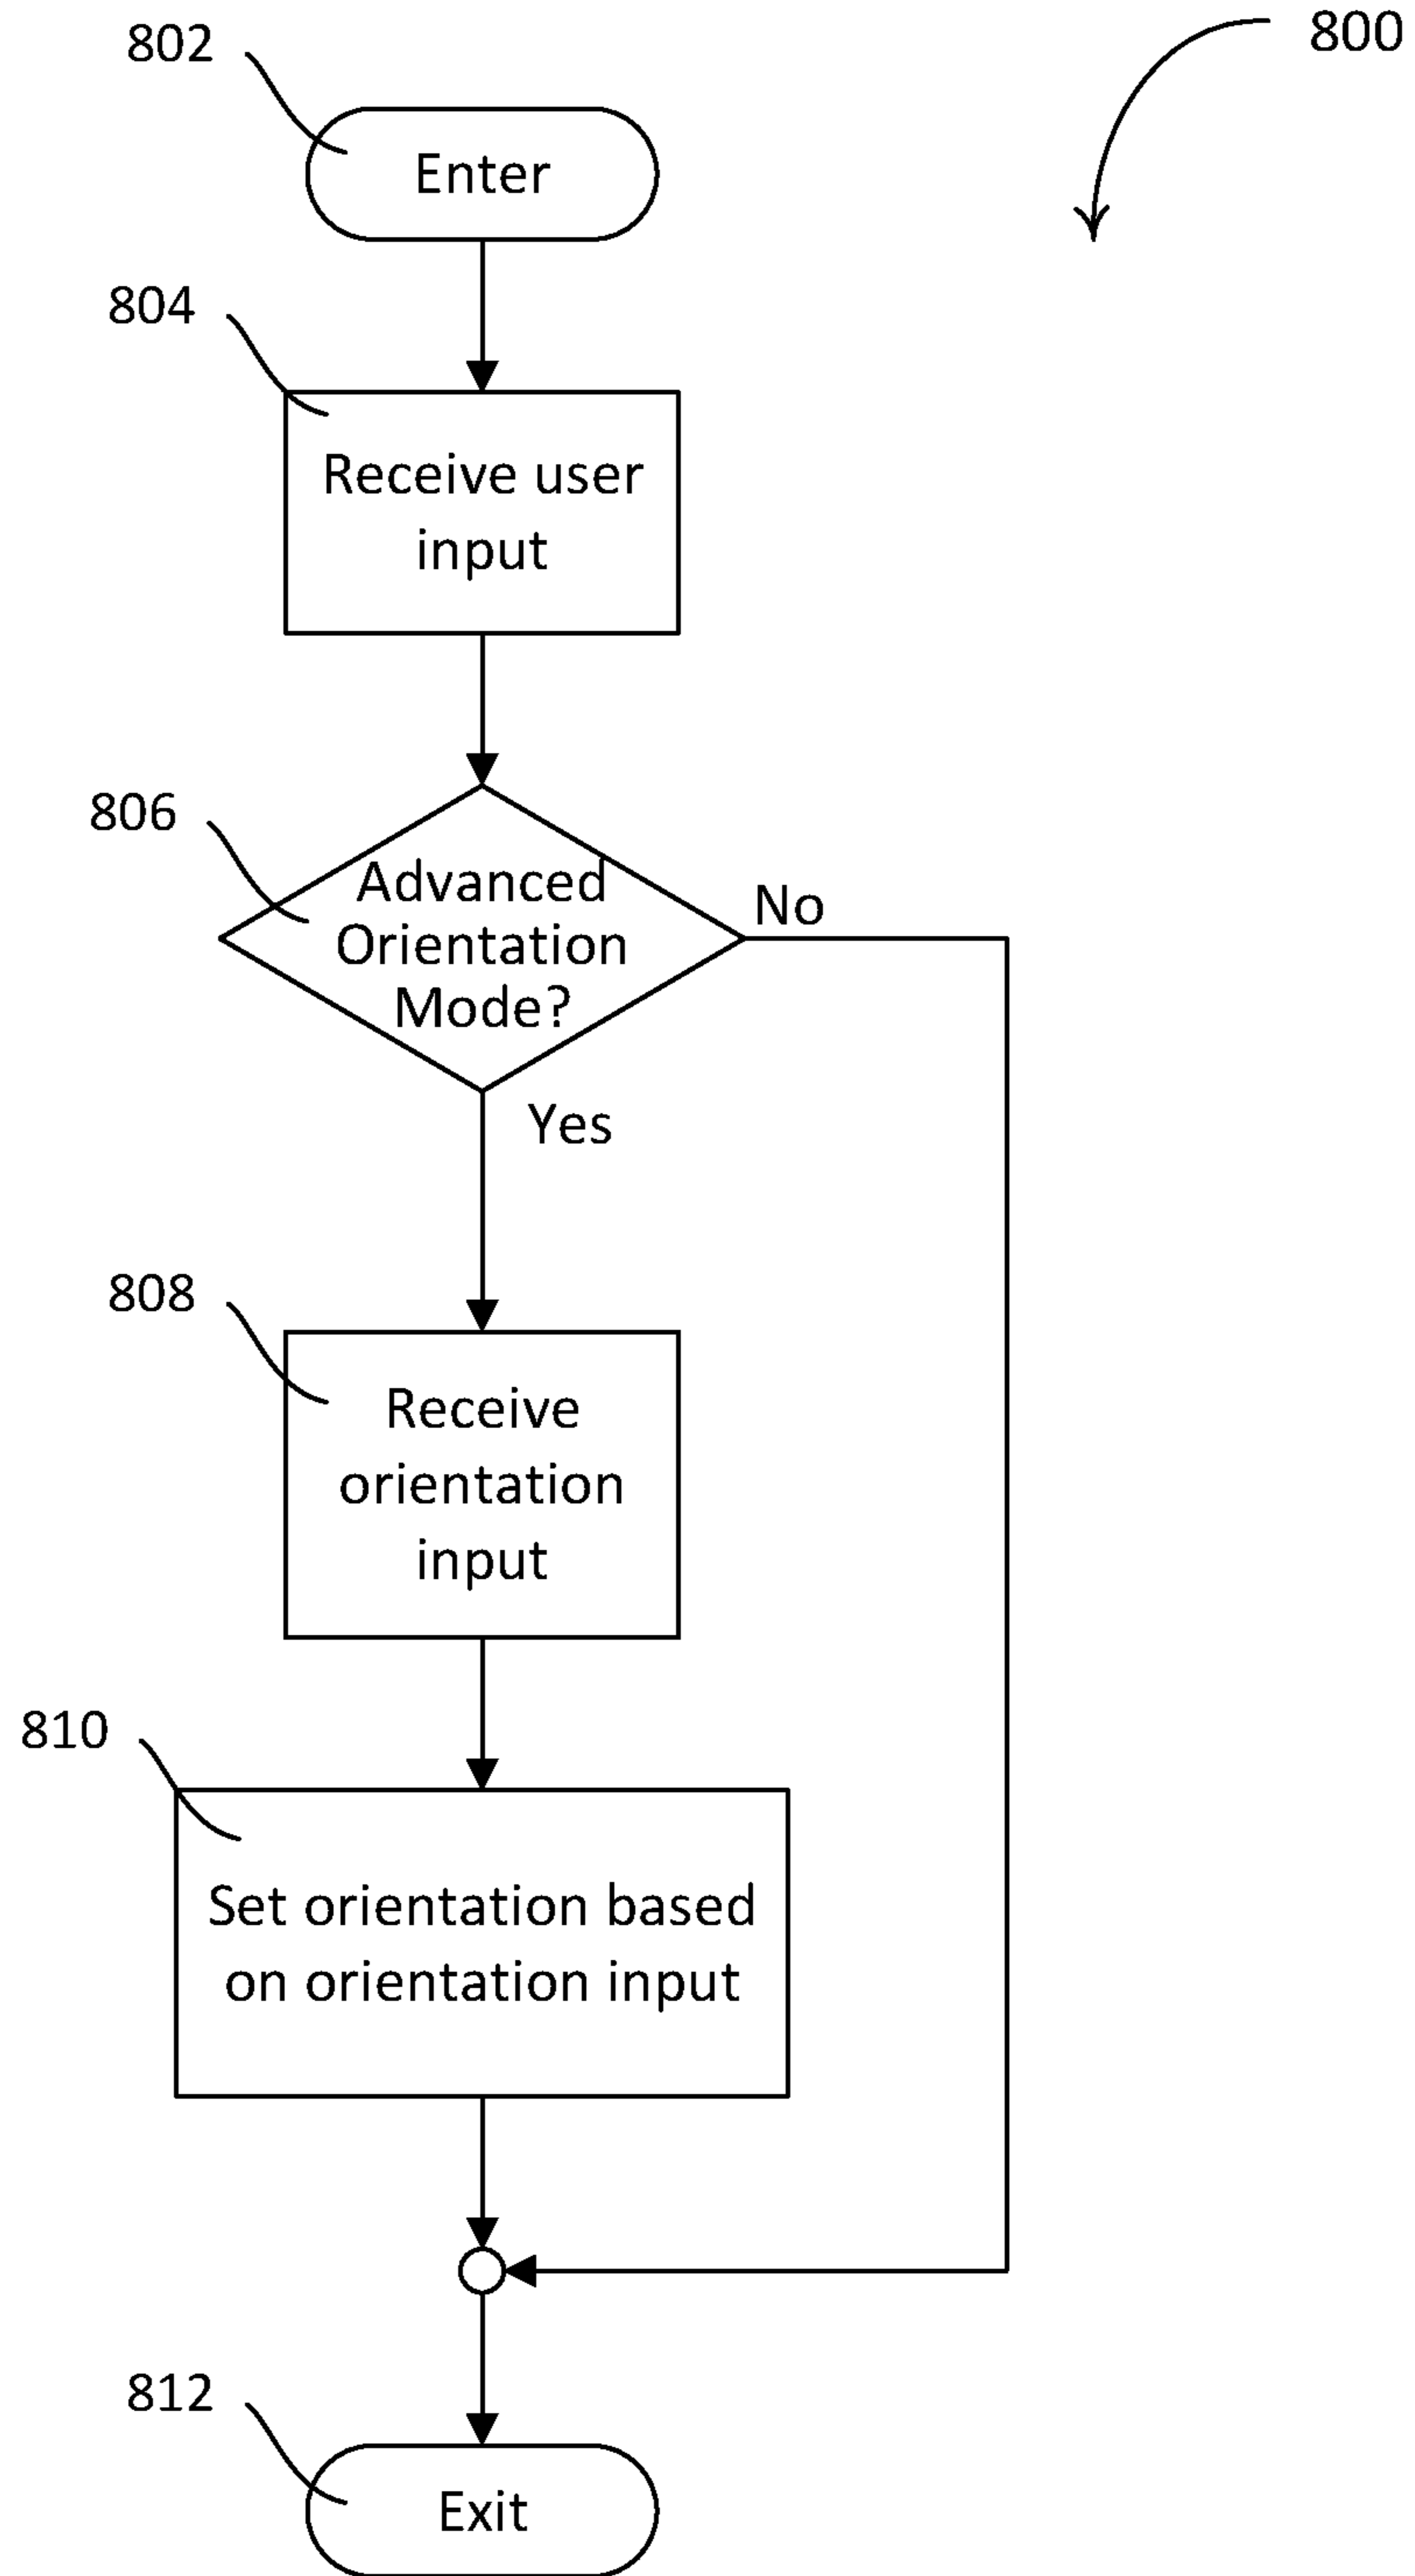 802
800
Enter
804
Receive user
input
806
Advanced
Orientation
Mode?
No
Yes
808
Receive
orientation
input
810
Set orientation based
on orientation input
812
Exit